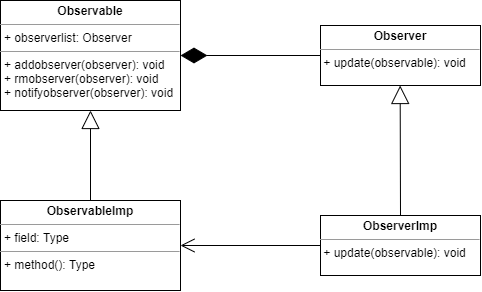 Observable
+ observerlist: Observer
+ addobserver(observer): void
+ rmobserver(observer): void
+ notifyobserver(observer): void
Observer
+ update(observable): void
ObservableImp
+ field: Type
+ method(): Type
ObserverImp
+ update(observable): void